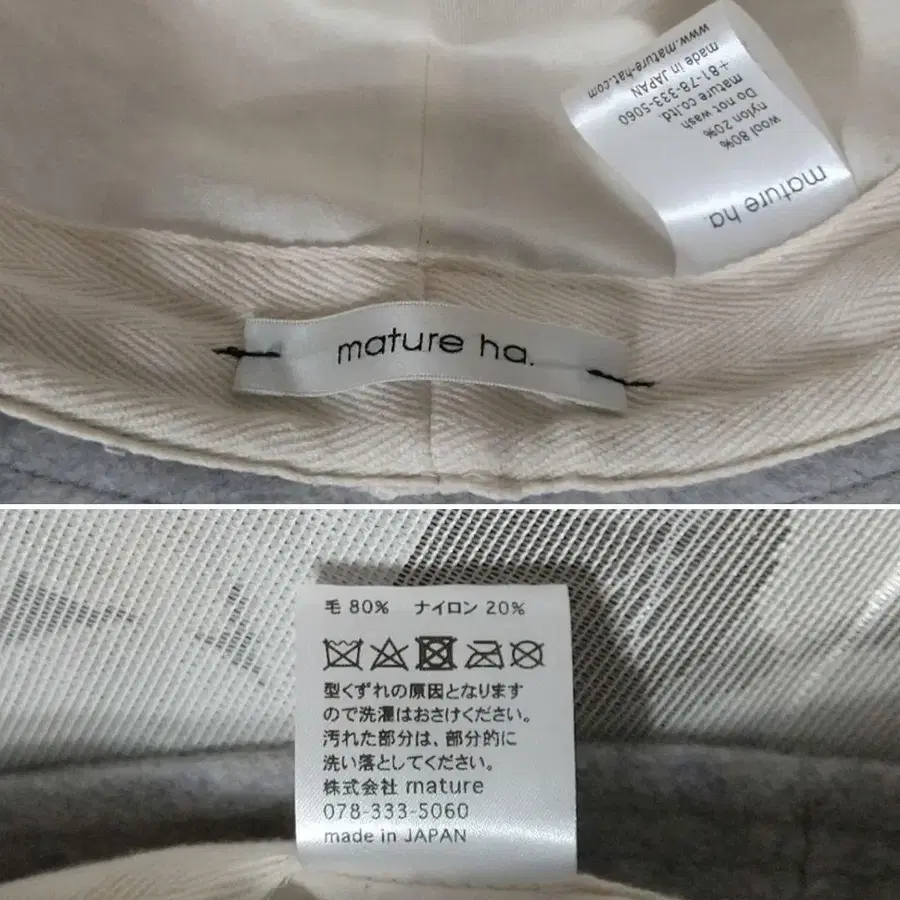 mature ha.
wool 80%
nylon 20%
Do not wash
mature co.ltd.
+81-78-333-5060
made in JAPAN
www.mature-hat.com
mature ha.
毛 80% ナイロン 20%
型くずれの原因となります
ので洗濯はおさけください。
汚れた部分は、部分的に
洗い落としてください。
株式会社 mature
078-333-5060
made in JAPAN